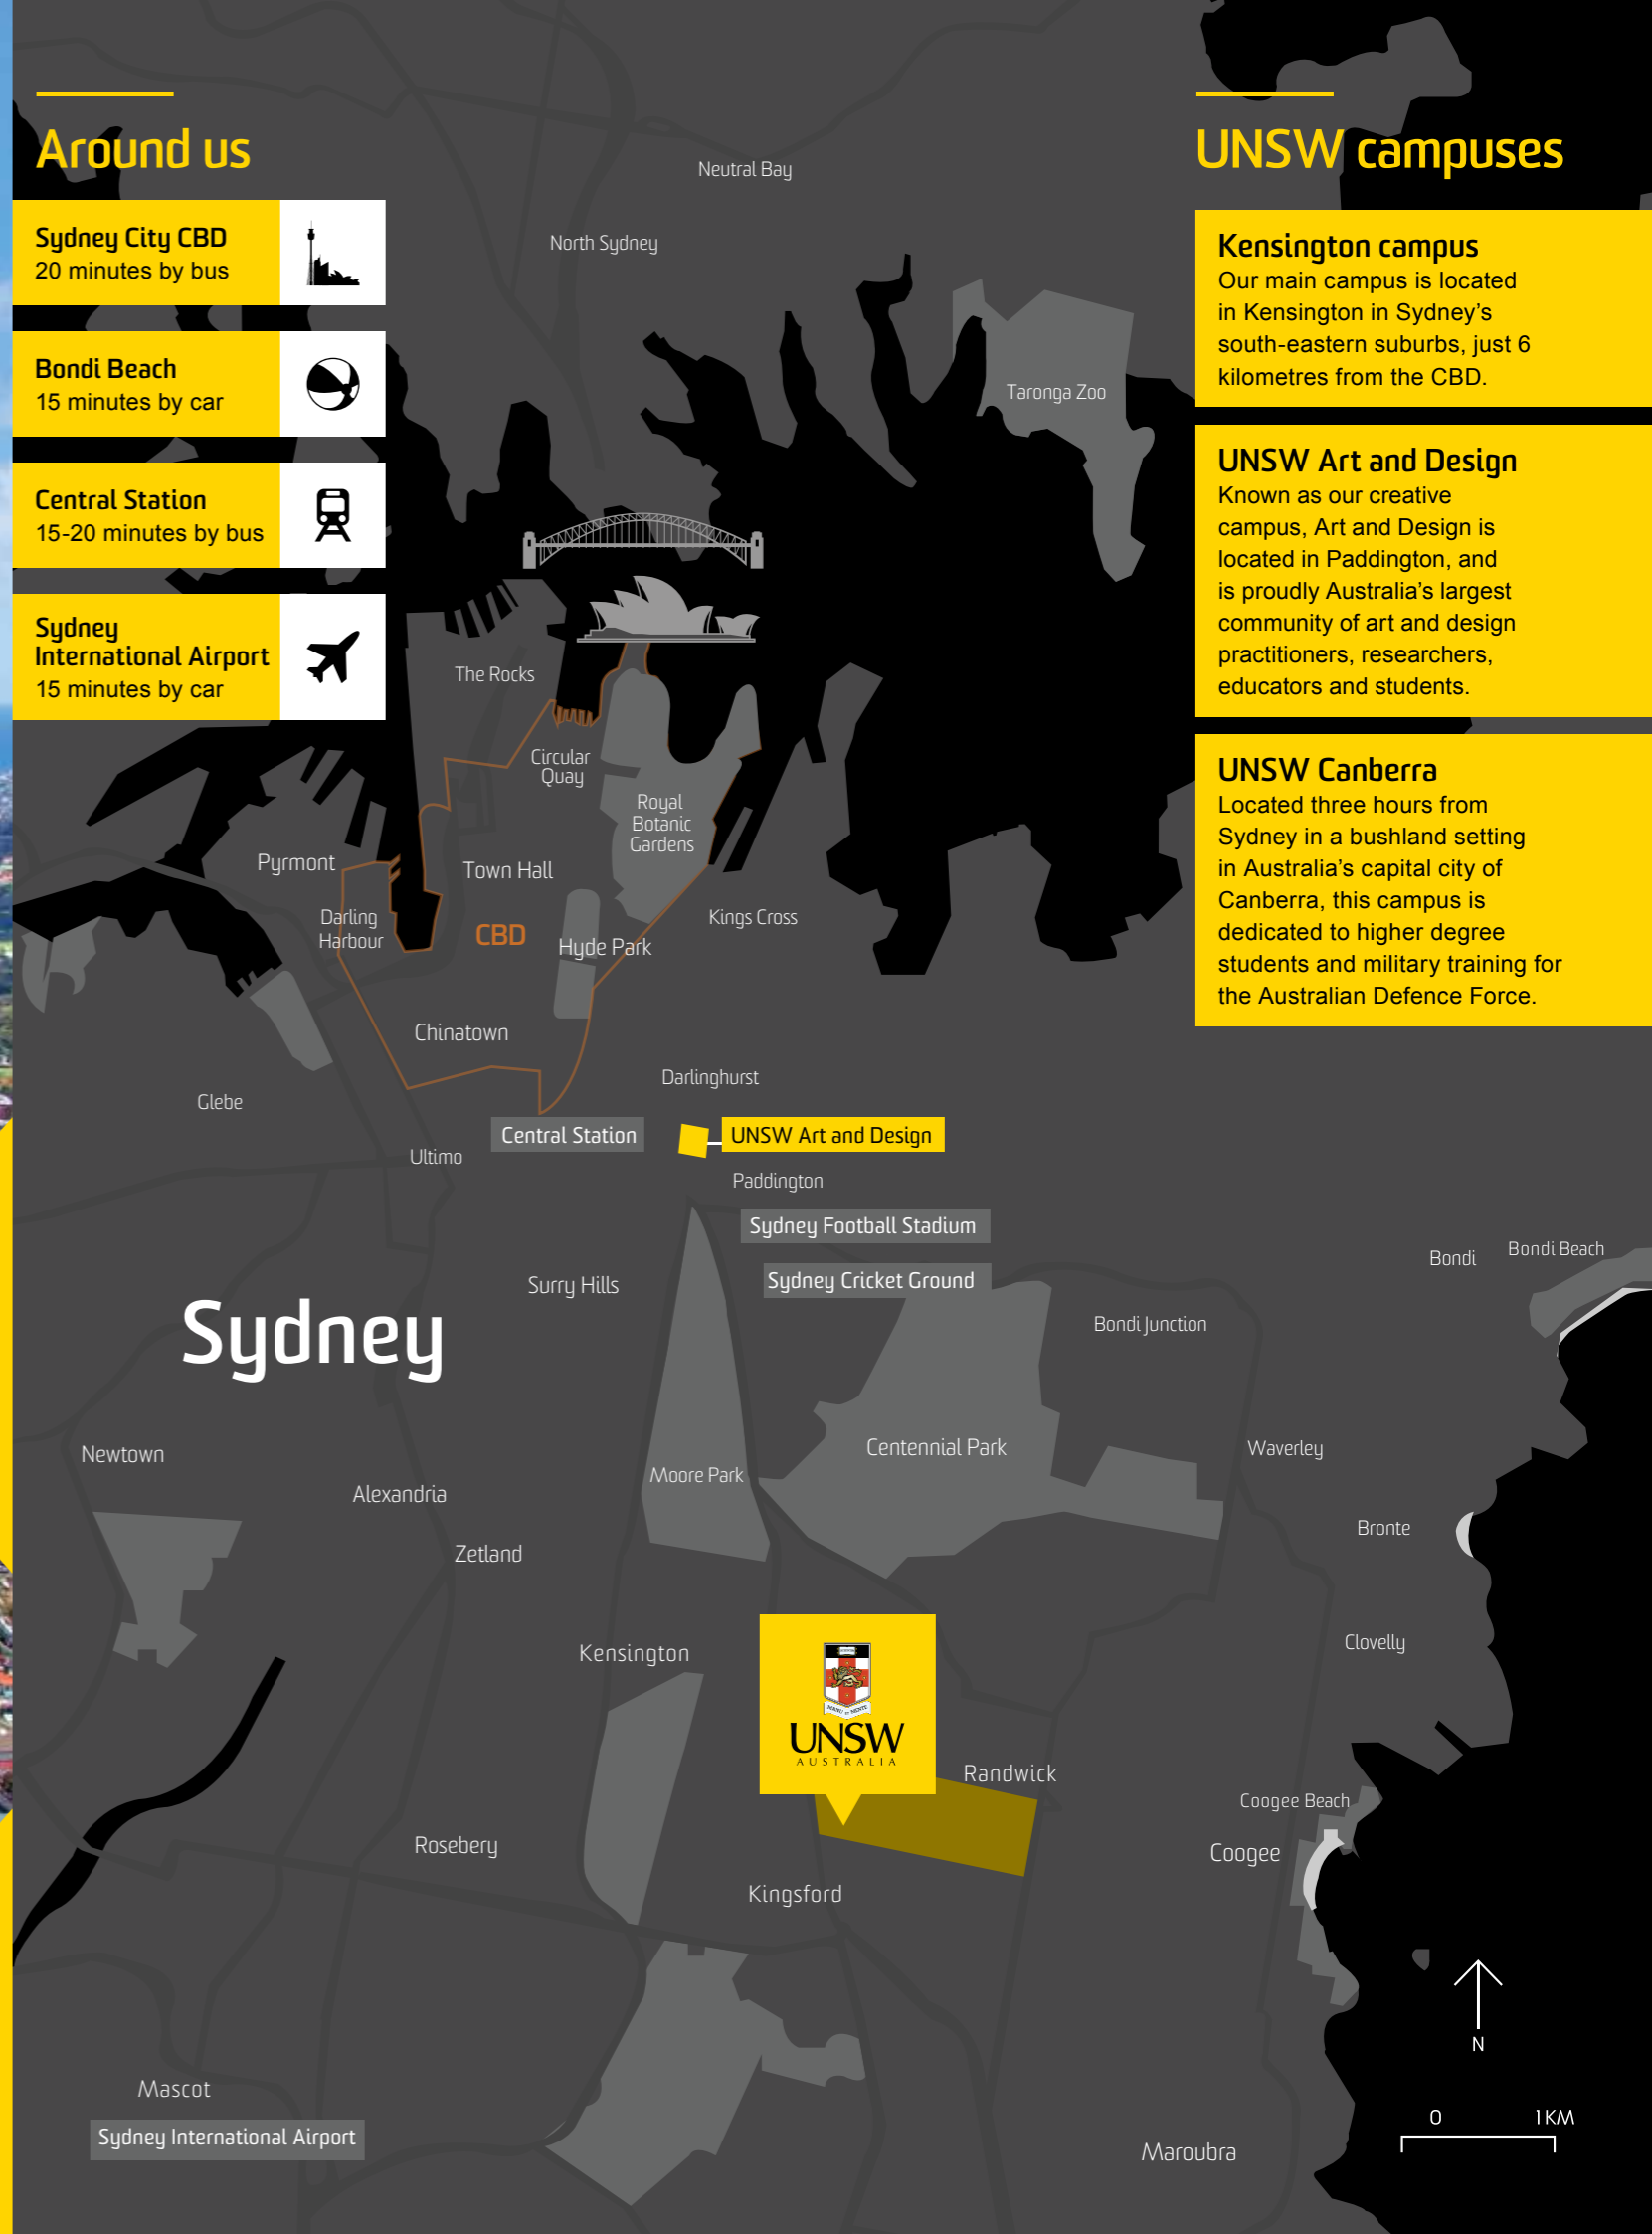 Around us
Sydney City CBD
20 minutes by bus
Bondi Beach
15 minutes by car
Central Station
15-20 minutes by bus
Sydney
International Airport
15 minutes by car
UNSW campuses
Kensington campus
Our main campus is located
in Kensington in Sydney’s
south-eastern suburbs, just 6
kilometres from the CBD.
UNSW Art and Design
Known as our creative
campus, Art and Design is
located in Paddington, and
is proudly Australia’s largest
community of art and design
practitioners, researchers,
educators and students.
UNSW Canberra
Located three hours from
Sydney in a bushland setting
in Australia’s capital city of
Canberra, this campus is
dedicated to higher degree
students and military training for
the Australian Defence Force.
Neutral Bay
North Sydney
Taronga Zoo
The Rocks
Circular
Quay
Royal
Botanic
Gardens
Pyrmont
Town Hall
Darling
Harbour
CBD
Hyde Park
Kings Cross
Chinatown
Darlinghurst
Glebe
Central Station
UNSW Art and Design
Ultimo
Paddington
Sydney Football Stadium
Bondi
Bondi Beach
Surry Hills
Sydney Cricket Ground
Sydney
Bondi Junction
Newtown
Centennial Park
Waverley
Moore Park
Alexandria
Bronte
Zetland
Kensington
Clovelly
UNSW
AUSTRALIA
Randwick
Coogee Beach
Rosebery
Coogee
Kingsford
N
Mascot
Sydney International Airport
0 1KM
Maroubra